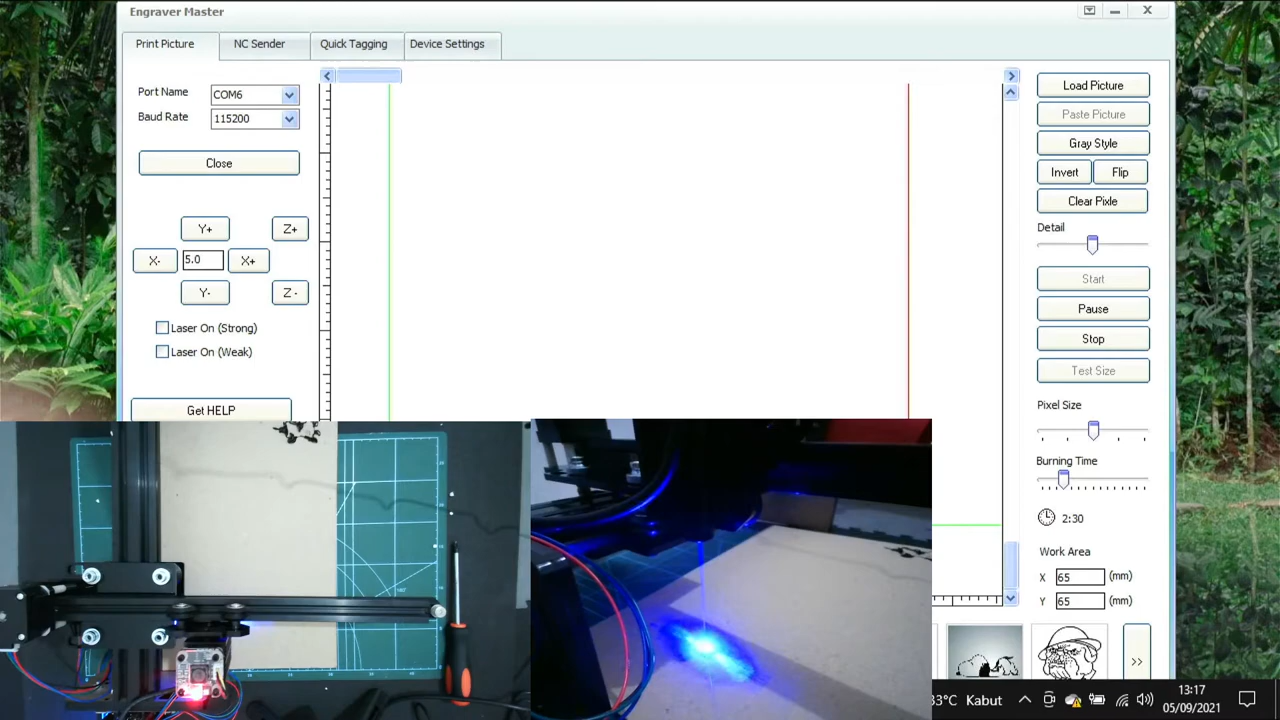 Engraver Master
Print Picture
NC Sender
Quick Tagging
Device Settings
Port Name
COM6
Baud Rate
115200
Close
Y+
Z+
X-
5.0
X+
Y-
Z -
Laser On (Strong)
Laser On (Weak)
Get HELP
Load Picture
Paste Picture
Gray Style
Invert
Flip
Clear Pixle
Detail
Start
Pause
Stop
Test Size
Pixel Size
Burning Time
2:30
Work Area
X
65
(mm)
Y
65
(mm)
>>
33°C Kabut
13:17
05/09/2021